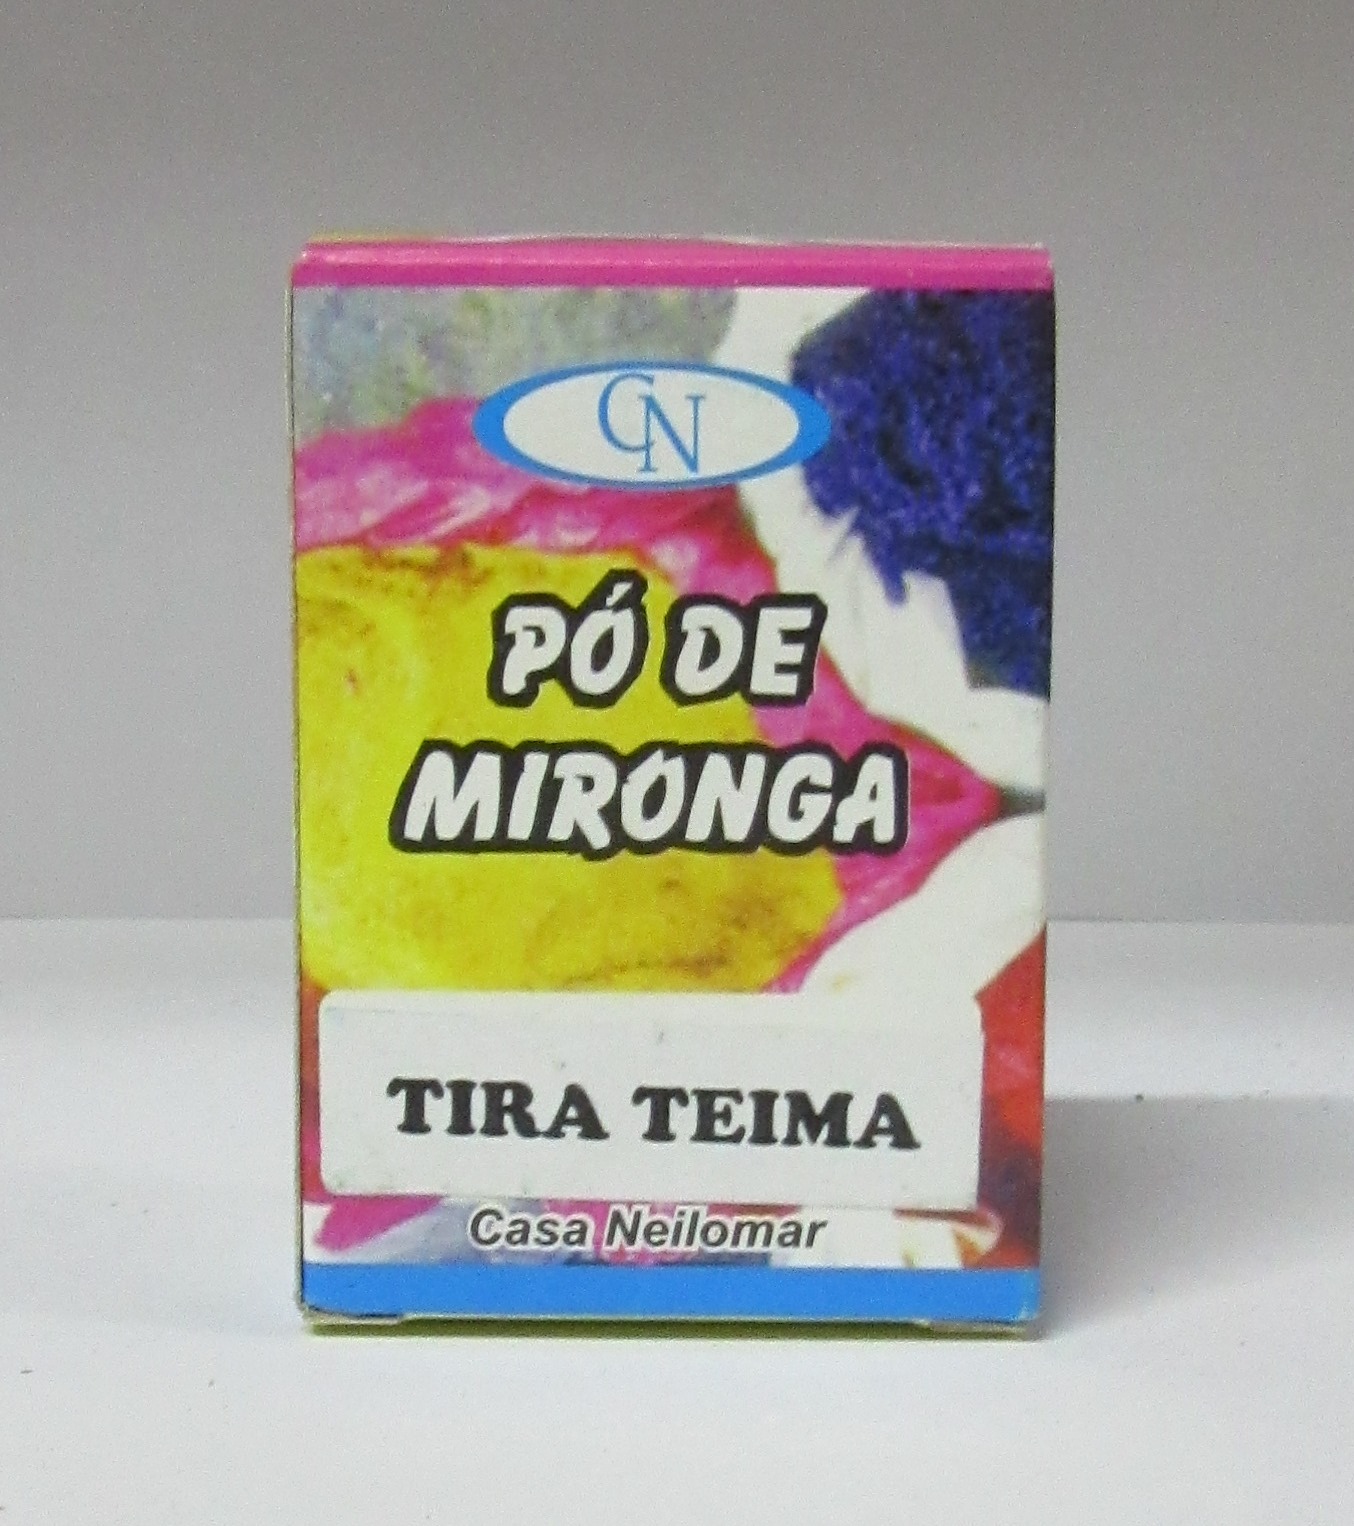 CN
PÓ DE
MIRONGA
TIRA TEIMA
Casa Neilomar